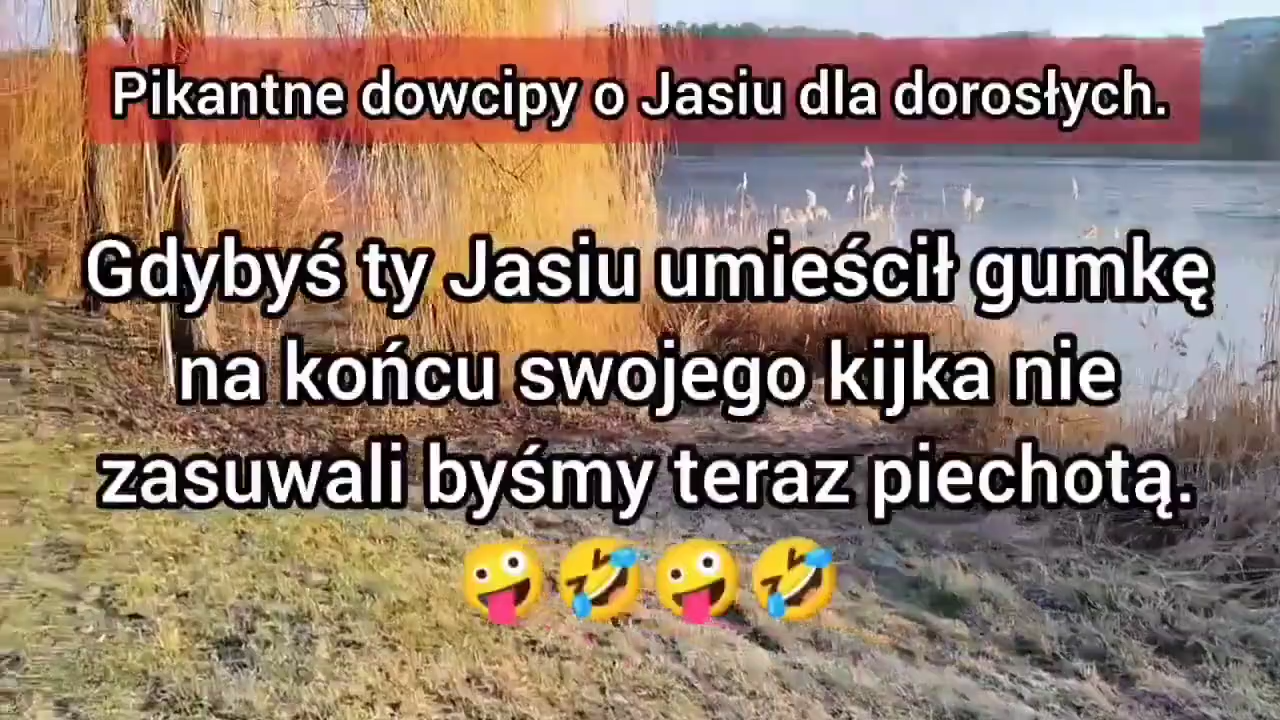 Pikantne dowcipy o Jasiu dla dorosłych.
Gdybyś ty Jasiu umieścił gumkę
na końcu swojego kijka nie
zasuwali byśmy teraz piechotą.
🤪🤣🤪🤣